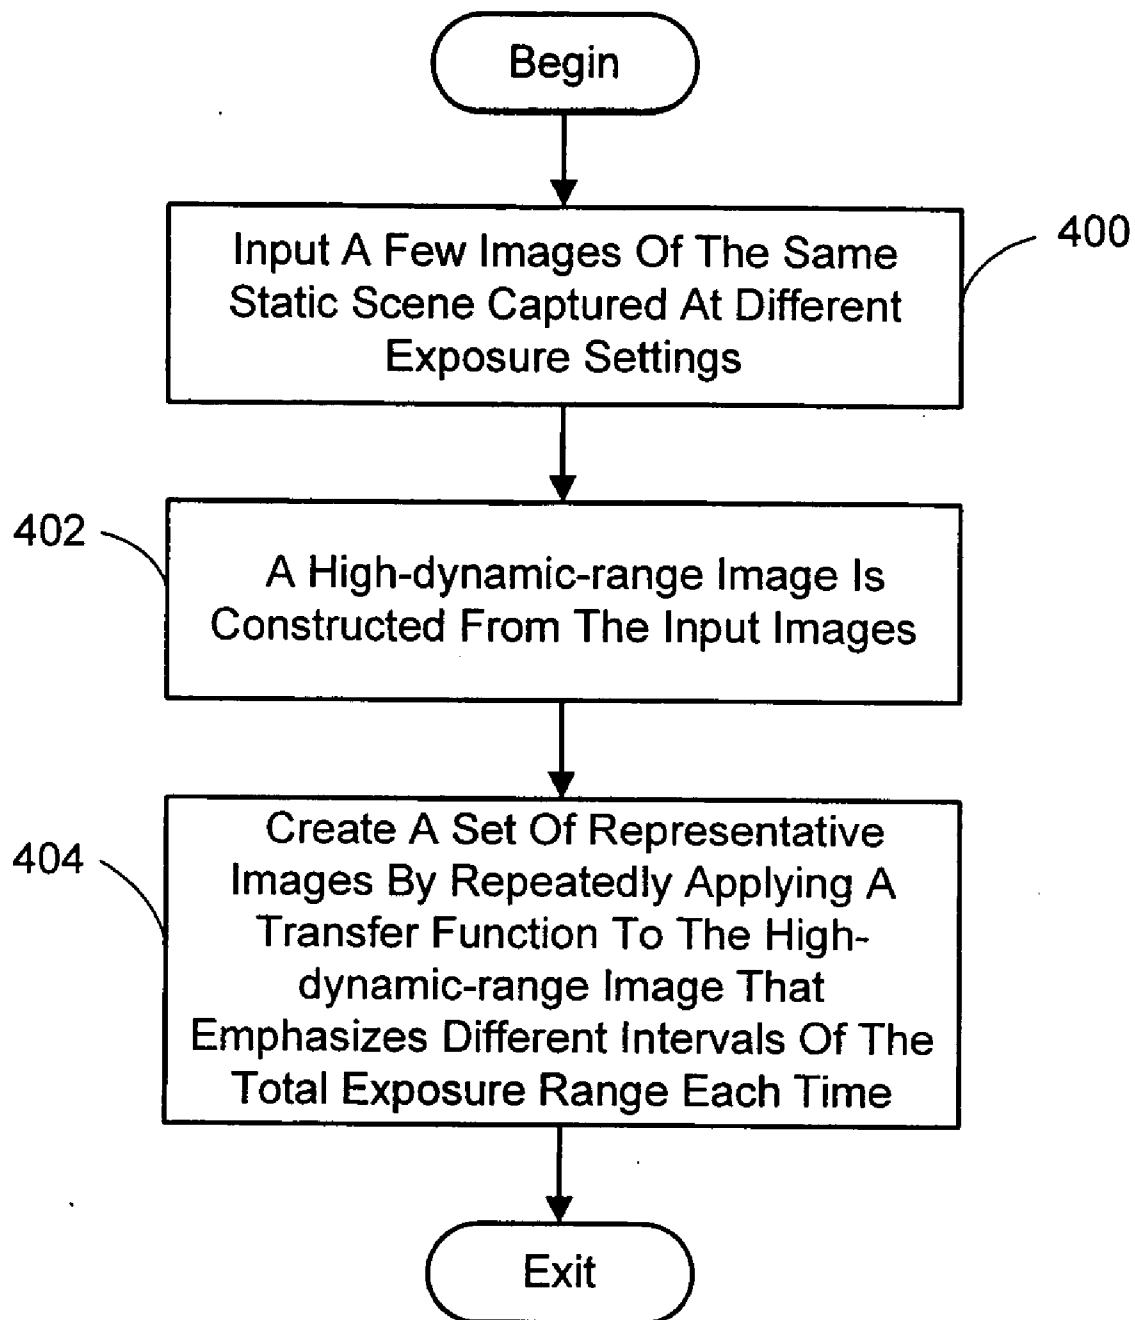 Begin
Input A Few Images Of The Same
Static Scene Captured At Different
Exposure Settings
400
402
A High-dynamic-range Image Is
Constructed From The Input Images
404
Create A Set Of Representative
Images By Repeatedly Applying A
Transfer Function To The High-
dynamic-range Image That
Emphasizes Different Intervals Of The
Total Exposure Range Each Time
Exit